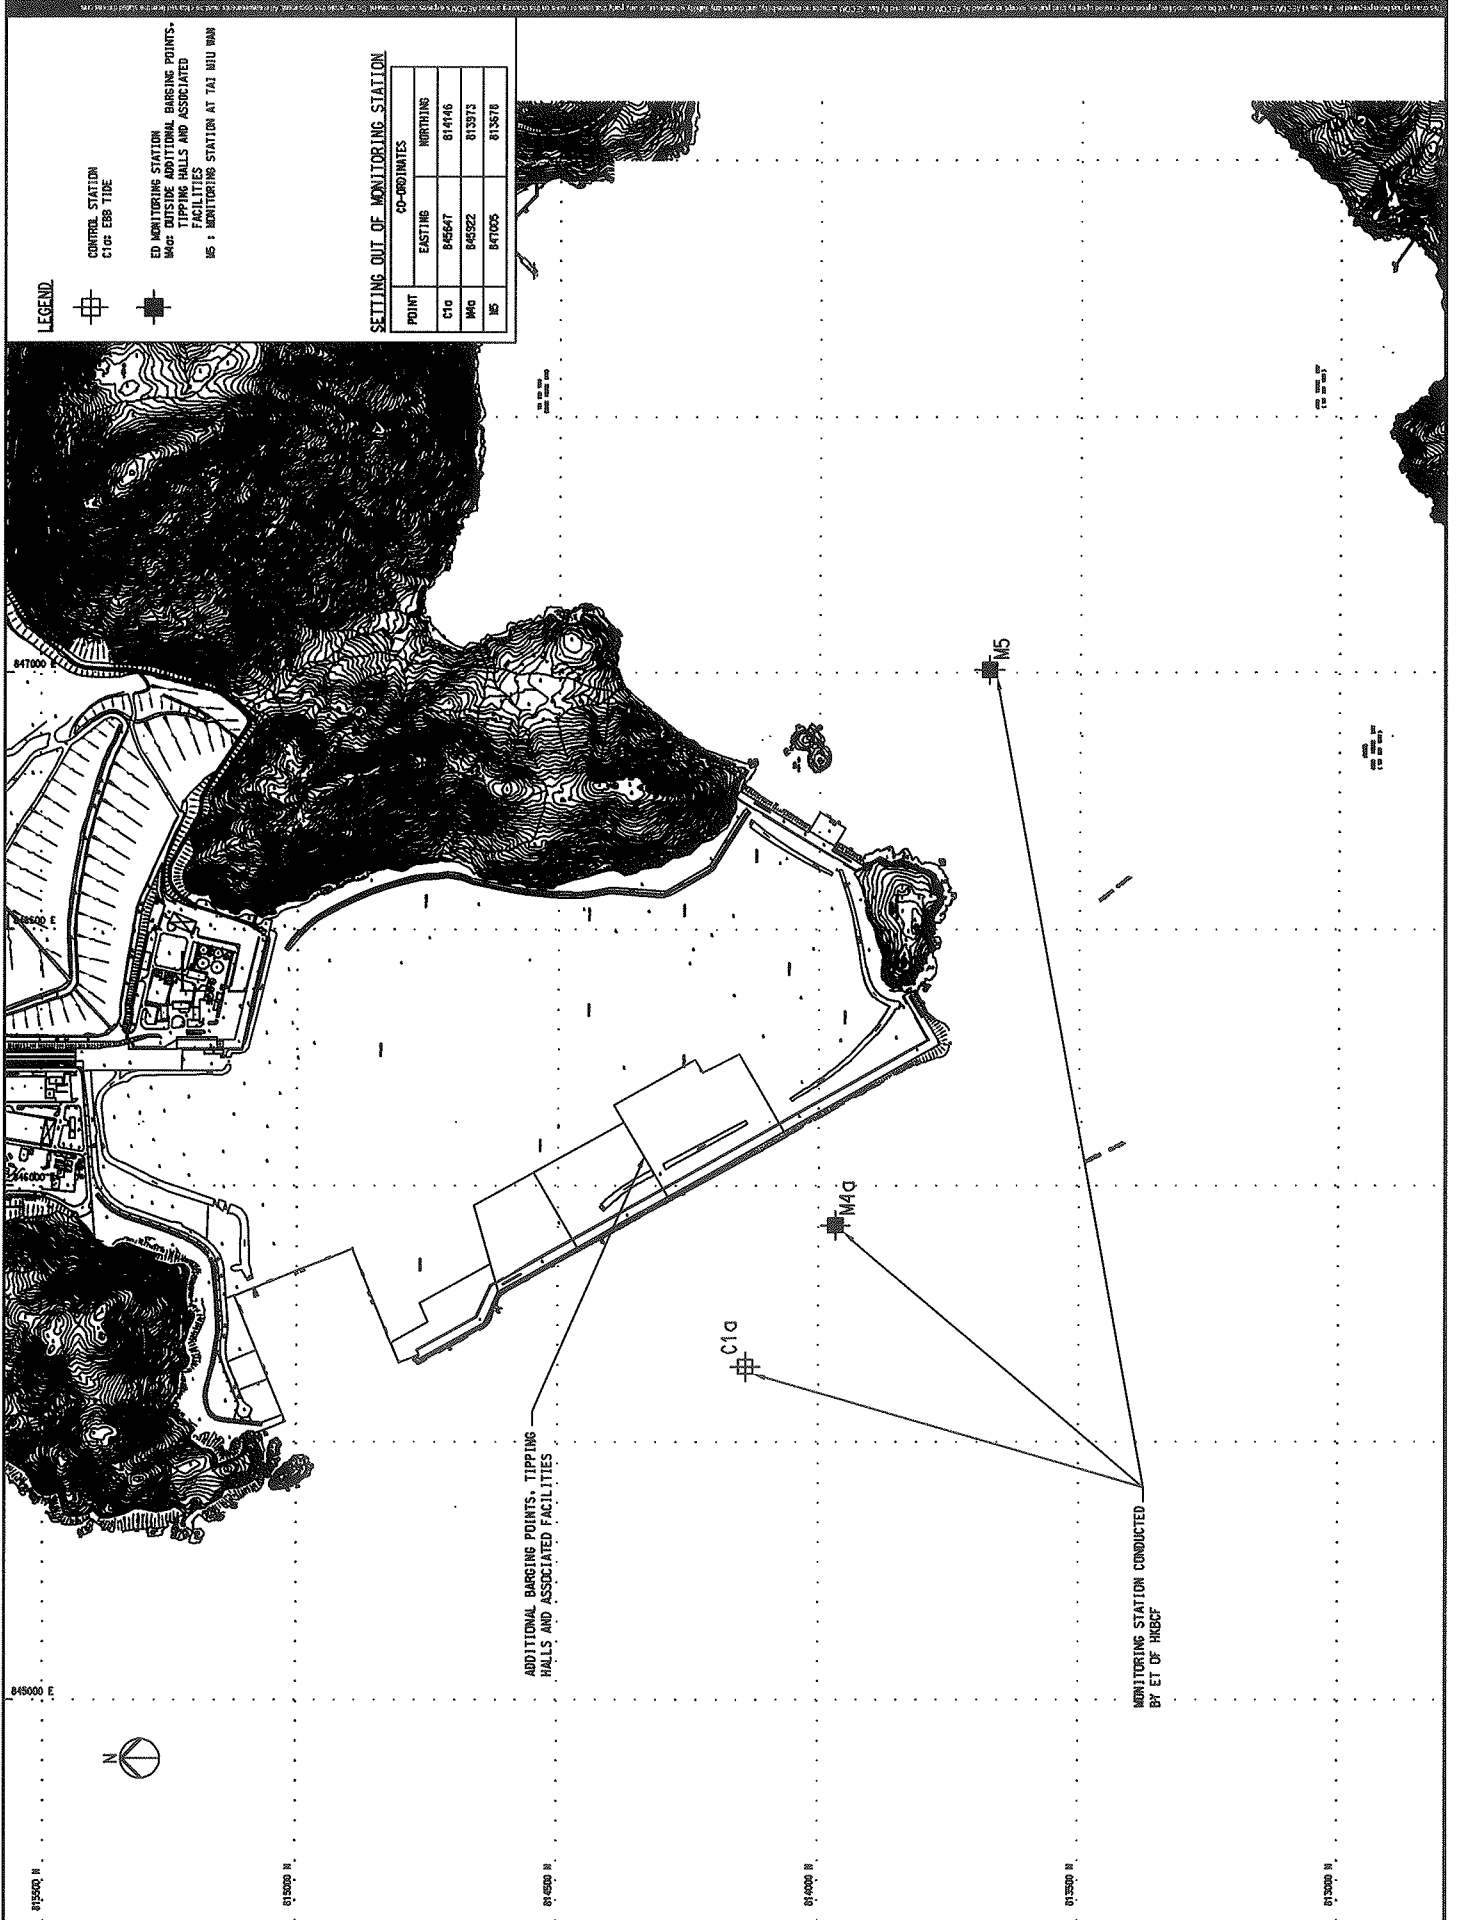 LEGEND
CONTROL STATION
C1a: EBB TIDE
ED MONITORING STATION
M4a: OUTSIDE ADDITIONAL BARGING POINTS,
TIPPING HALLS AND ASSOCIATED
FACILITIES
M5 : MONITORING STATION AT TAI MIU WAN
SETTING OUT OF MONITORING STATION
POINT CO-ORDINATES
EASTING NORTHING
C1a 845647 814146
M4a 845922 813973
M5 847005 813678
847000 E
846500 E
846000 E
845000 E
N
815500 N
815000 N
814500 N
814000 N
813500 N
813000 N
C1a
M4a
M5
ADDITIONAL BARGING POINTS, TIPPING
HALLS AND ASSOCIATED FACILITIES
MONITORING STATION CONDUCTED
BY ET OF HKBCF